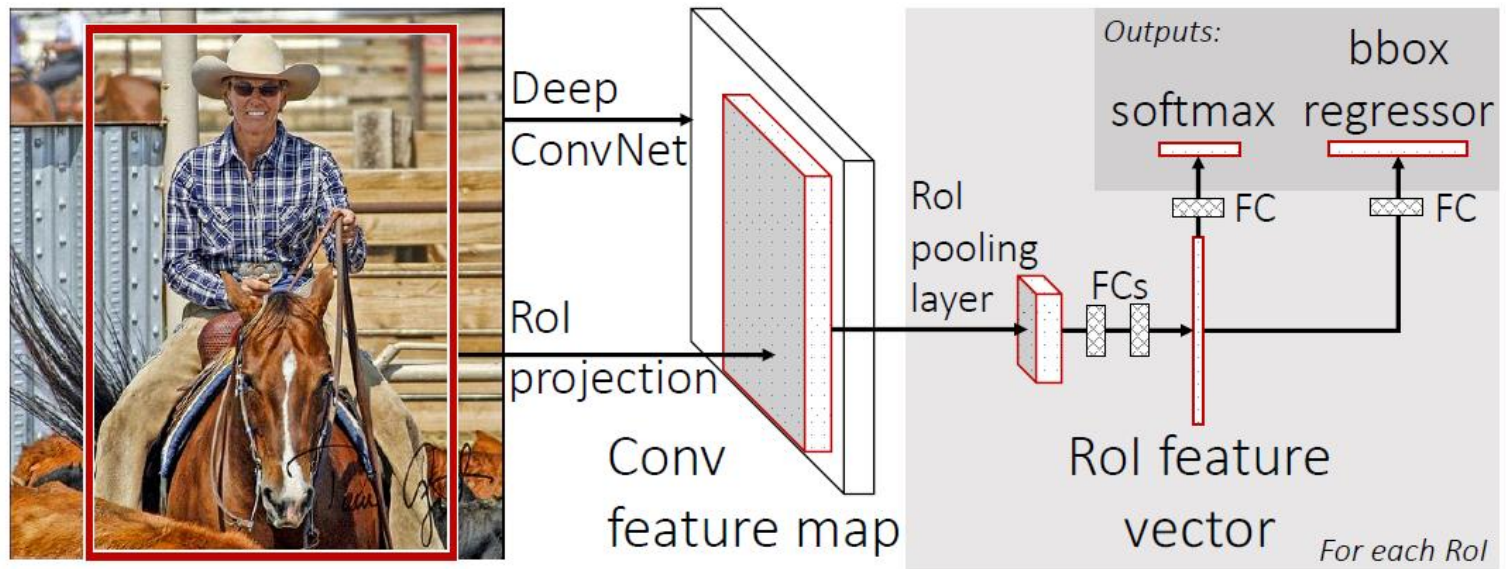 Deep
ConvNet
RoI
projection
Conv
feature map
RoI
pooling
layer
FCs
RoI feature
vector
For each RoI
Outputs:
softmax
bbox
regressor
FC
FC